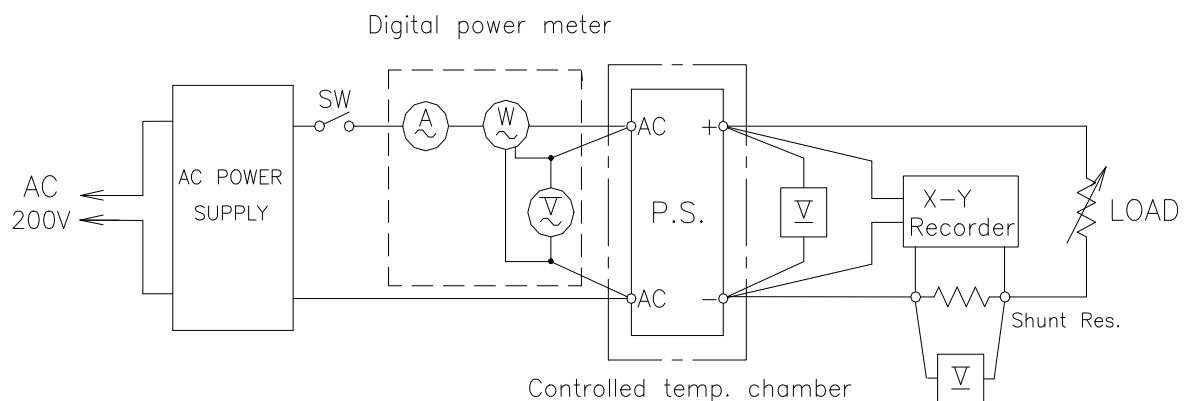 Digital power meter
SW
A
W
AC
+
AC
200V
AC POWER
SUPPLY
V
P.S.
V
X-Y
Recorder
LOAD
AC
−
Shunt Res.
V
Controlled temp. chamber